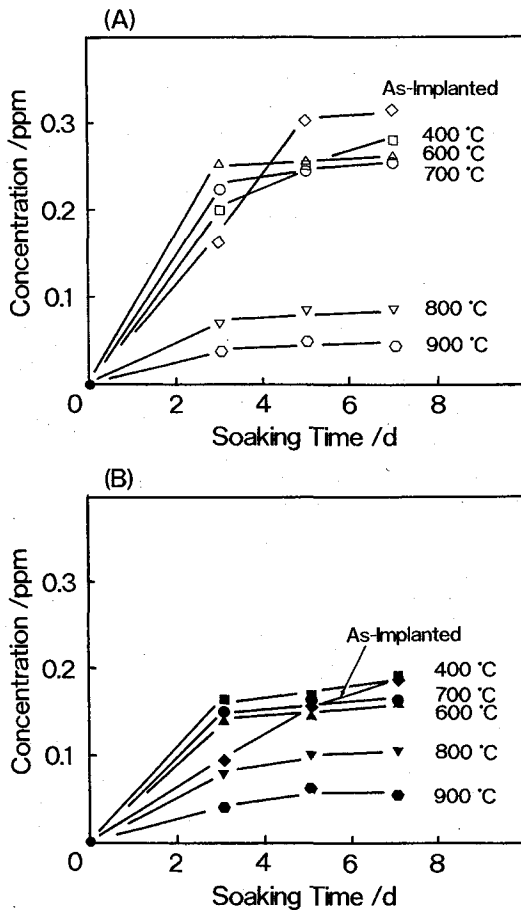 (A)
Concentration /ppm
0.3
0.2
0.1
0
2
4
6
8
As-Implanted
400 °C
600 °C
700 °C
800 °C
900 °C
Soaking Time /d
(B)
Concentration /ppm
0.3
0.2
0.1
0
2
4
6
8
As-Implanted
400 °C
700 °C
600 °C
800 °C
900 °C
Soaking Time /d